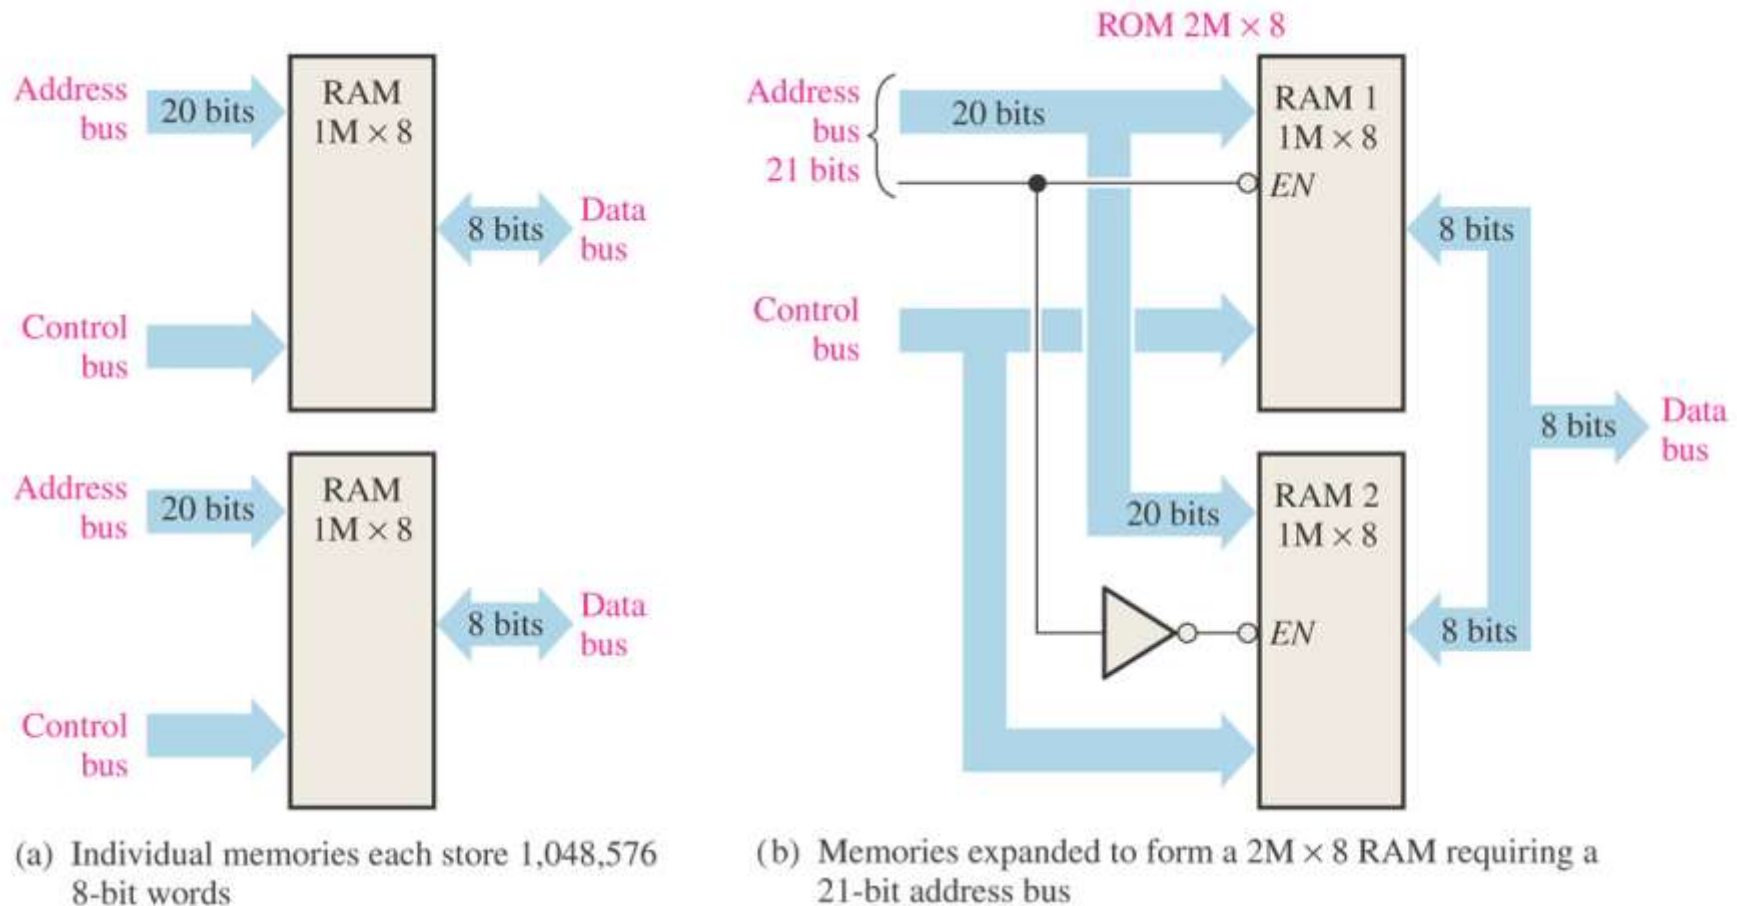 Address
bus
20 bits
RAM
1M × 8
8 bits
Data
bus
Control
bus
Address
bus
20 bits
RAM
1M × 8
8 bits
Data
bus
Control
bus
(a) Individual memories each store 1,048,576
8-bit words
ROM 2M × 8
Address
bus
21 bits
20 bits
RAM 1
1M × 8
EN
8 bits
Control
bus
8 bits
Data
bus
20 bits
RAM 2
1M × 8
EN
8 bits
(b) Memories expanded to form a 2M × 8 RAM requiring a
21-bit address bus